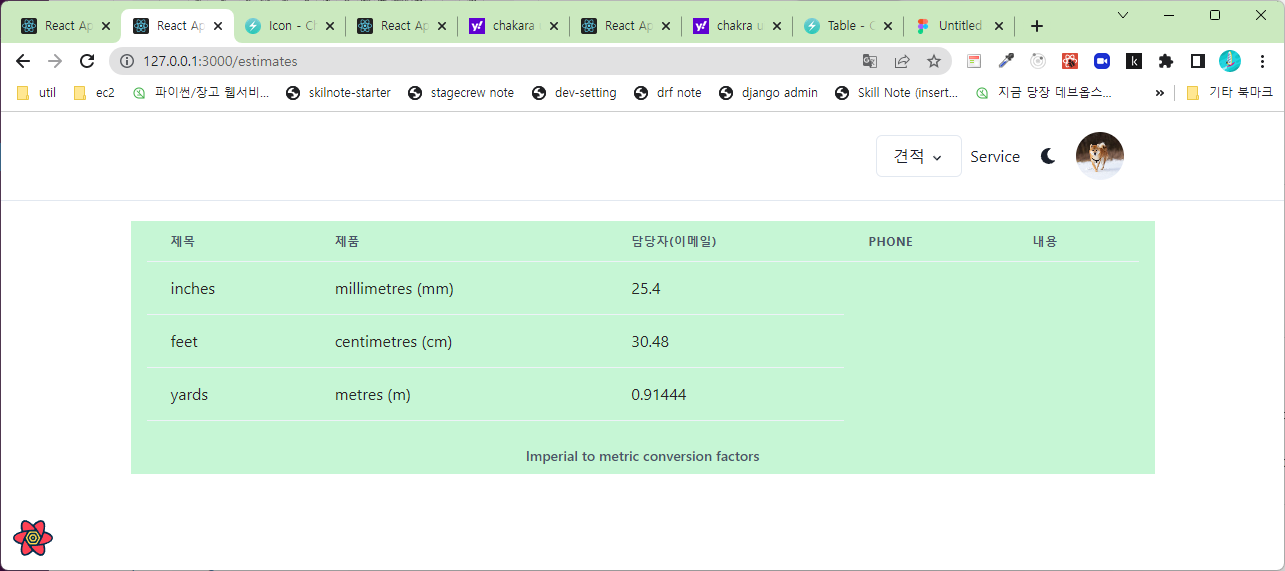 React Ap React Ap Icon - Ch React Ap chakara React Ap chakra u Table - C Untitled
127.0.0.1:3000/estimates
util ec2 파이썬/장고 웹서비... skilnote-starter stagecrew note dev-setting drf note django admin Skill Note (insert... 지금 당장 데브옵스... » 기타 북마크
견적 Service
제목 제품 담당자(이메일) PHONE 내용
inches millimetres (mm) 25.4
feet centimetres (cm) 30.48
yards metres (m) 0.91444
Imperial to metric conversion factors